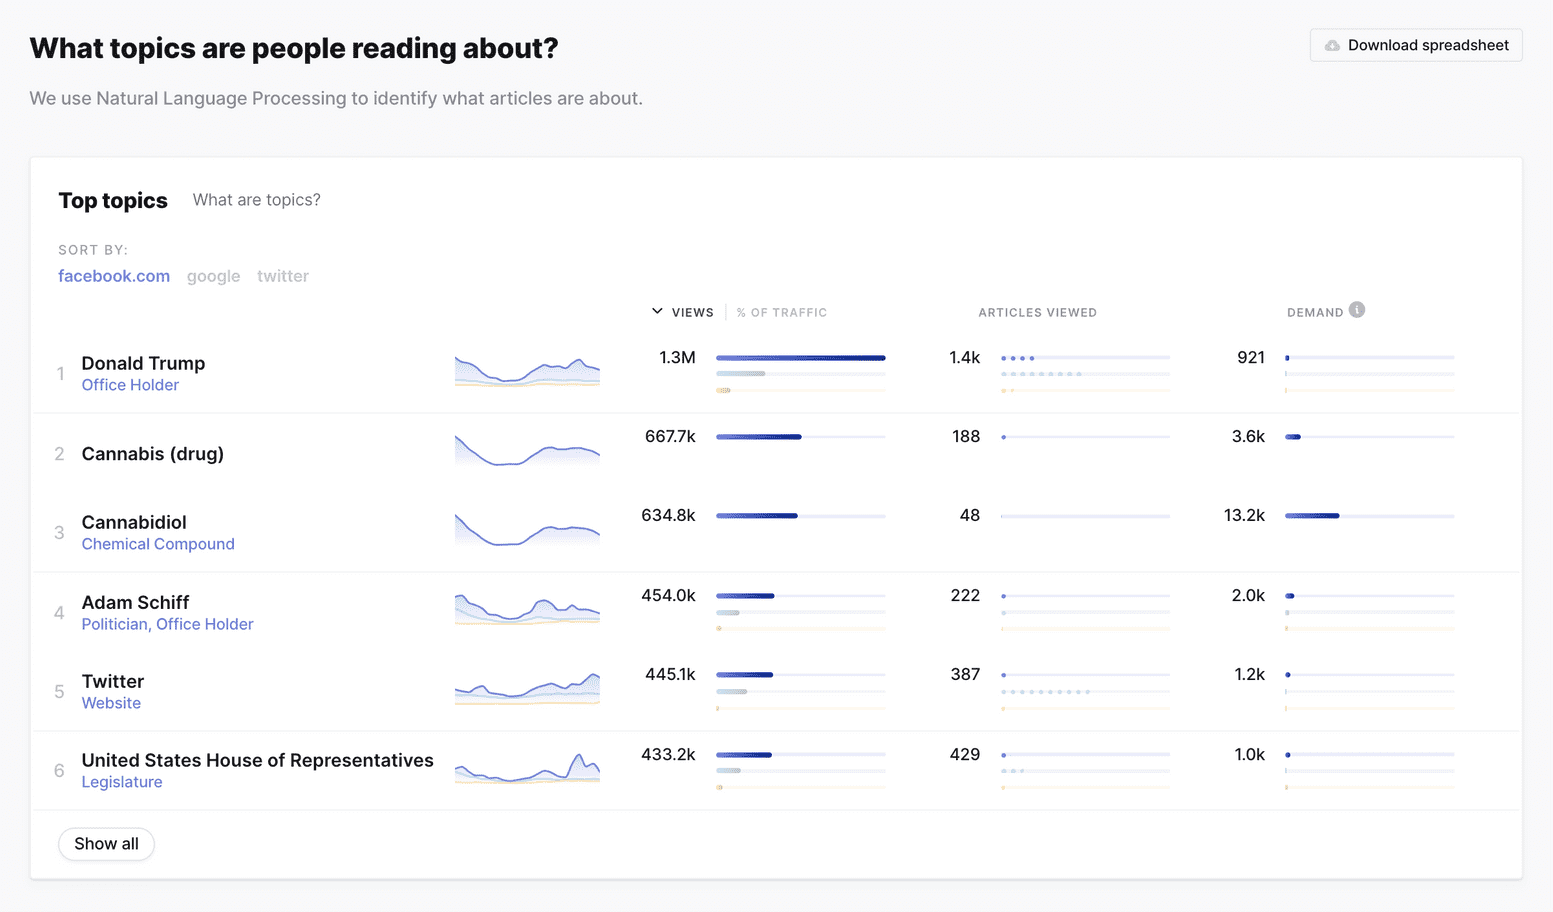 What topics are people reading about?
Download spreadsheet
We use Natural Language Processing to identify what articles are about.
Top topics What are topics?
SORT BY:
facebook.com google twitter
VIEWS % OF TRAFFIC ARTICLES VIEWED DEMAND i
1 Donald Trump 1.3M 1.4k 921
Office Holder
2 Cannabis (drug) 667.7k 188 3.6k
3 Cannabidiol 634.8k 48 13.2k
Chemical Compound
4 Adam Schiff 454.0k 222 2.0k
Politician, Office Holder
5 Twitter 445.1k 387 1.2k
Website
6 United States House of Representatives 433.2k 429 1.0k
Legislature
Show all